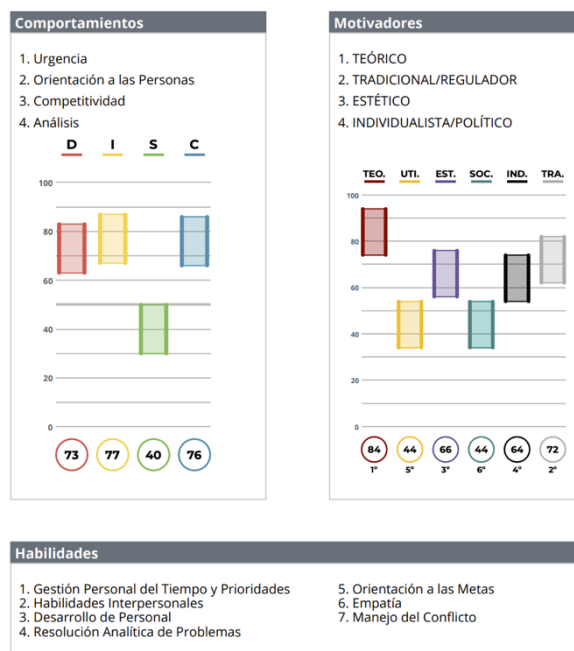 Comportamientos
1. Urgencia
2. Orientación a las Personas
3. Competitividad
4. Análisis
D I S C
100
80
60
40
20
0
73 77 40 76
Motivadores
1. TEÓRICO
2. TRADICIONAL/REGULADOR
3. ESTÉTICO
4. INDIVIDUALISTA/POLÍTICO
TEO. UTI. EST. SOC. IND. TRA.
100
80
60
40
20
0
84 44 66 44 64 72
1º 5º 3º 6º 4º 2º
Habilidades
1. Gestión Personal del Tiempo y Prioridades
2. Habilidades Interpersonales
3. Desarrollo de Personal
4. Resolución Analítica de Problemas
5. Orientación a las Metas
6. Empatía
7. Manejo del Conflicto